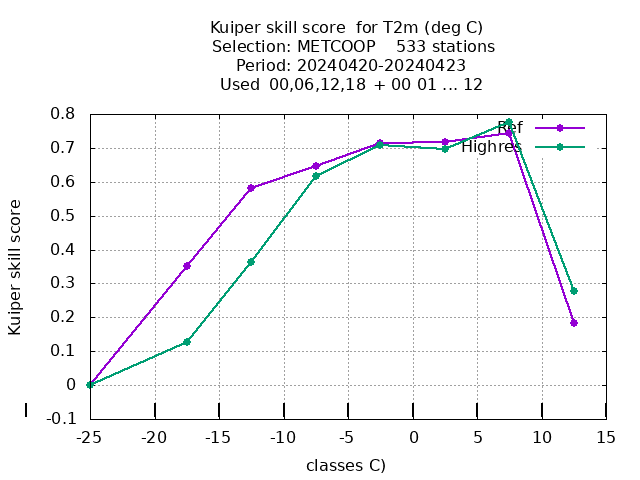 Kuiper skill score for T2m (deg C)
Selection: METCOOP 533 stations
Period: 20240420-20240423
Used 00,06,12,18 + 00 01 ... 12
Ref
Highres
Kuiper skill score
0.8
0.7
0.6
0.5
0.4
0.3
0.2
0.1
0
-0.1
-25 -20 -15 -10 -5 0 5 10 15
classes C)